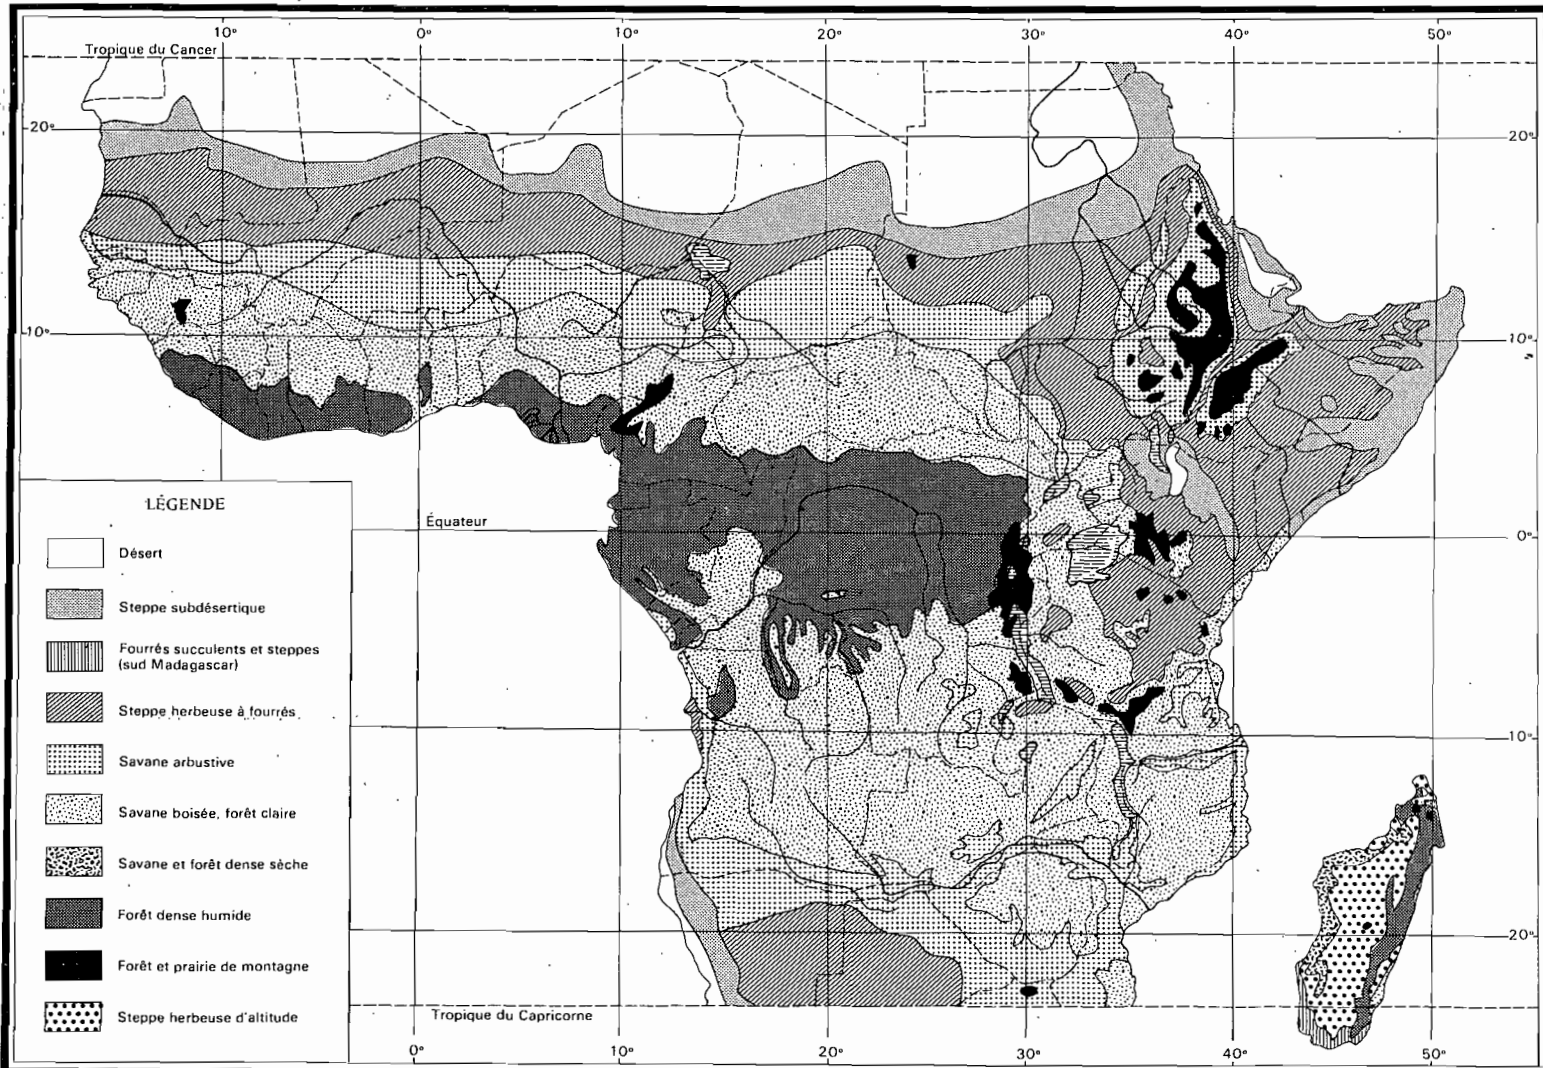 10° 0° 10° 20° 30° 40° 50°
Tropique du Cancer
20° 20°
10° 10°
LÉGENDE
Équateur
0°
Désert
Steppe subdésertique
Fourrés succulents et steppes
(sud Madagascar)
Steppe herbeuse à fourrés
10°
Savane arbustive
Savane boisée, forêt claire
Savane et forêt dense sèche
Forêt dense humide
20°
Forêt et prairie de montagne
Steppe herbeuse d'altitude
Tropique du Capricorne
0° 10° 20° 30° 40° 50°